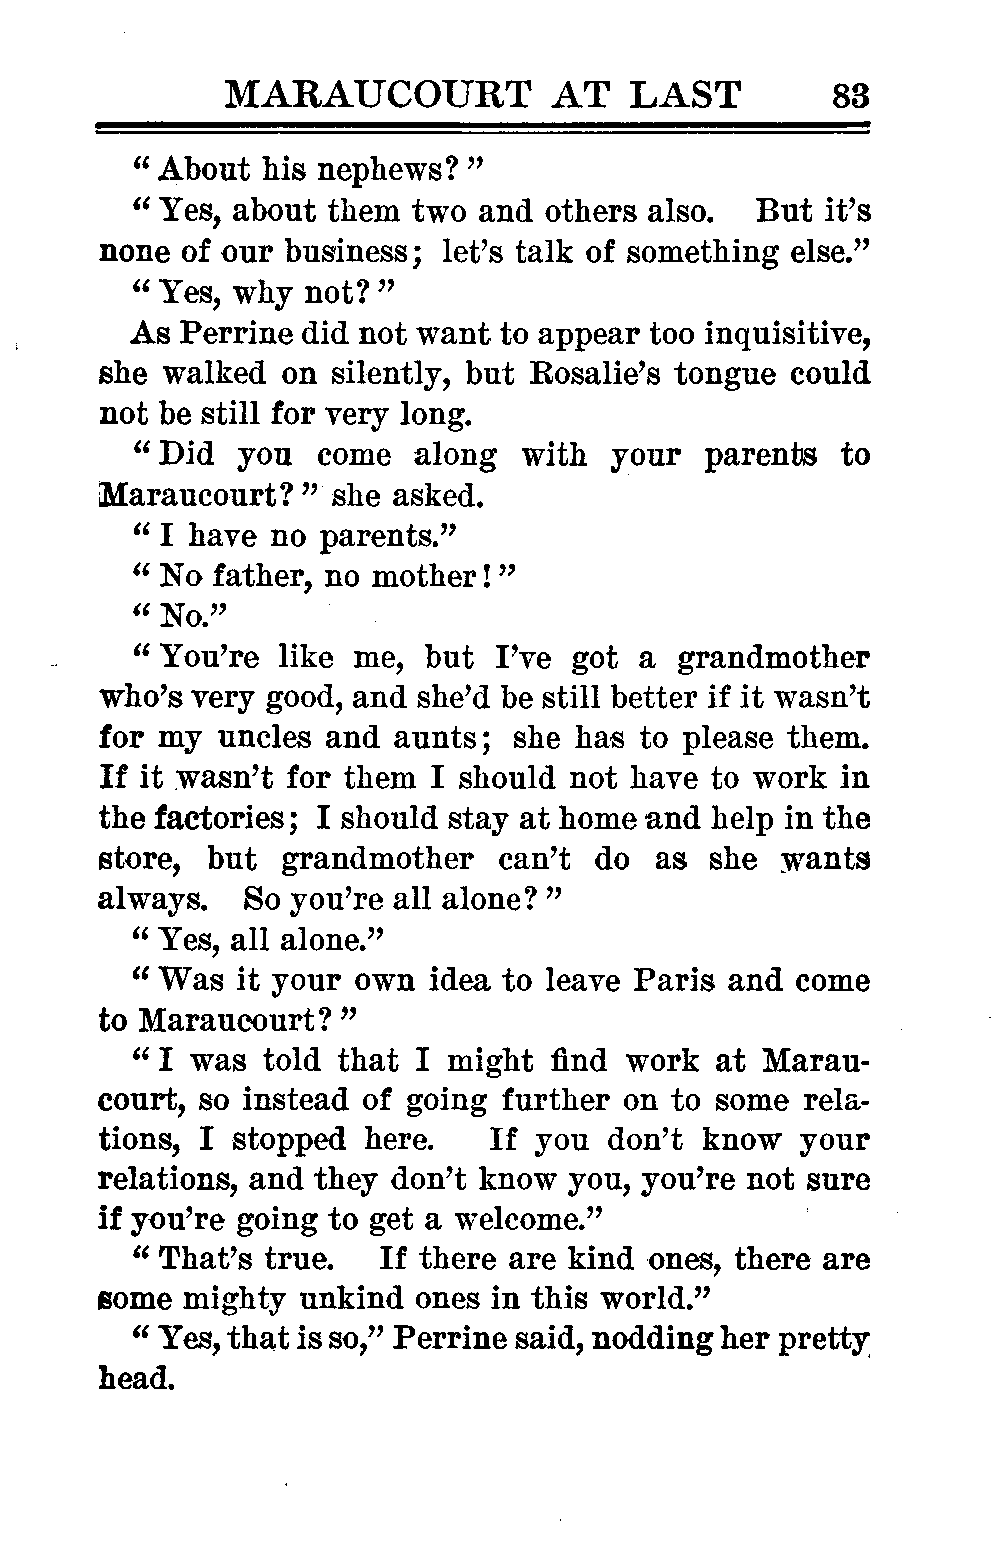 MARAUCOURT AT LAST 83
“ About his nephews? ”
“ Yes, about them two and others also. But it’s
none of our business; let’s talk of something else.”
“ Yes, why not? ”
As Perrine did not want to appear too inquisitive,
she walked on silently, but Rosalie’s tongue could
not be still for very long.
“ Did you come along with your parents to
Maraucourt? ” she asked.
“ I have no parents.”
“ No father, no mother! ”
“ No.”
“ You’re like me, but I’ve got a grandmother
who’s very good, and she’d be still better if it wasn’t
for my uncles and aunts; she has to please them.
If it wasn’t for them I should not have to work in
the factories; I should stay at home and help in the
store, but grandmother can’t do as she wants
always. So you’re all alone? ”
“ Yes, all alone.”
“ Was it your own idea to leave Paris and come
to Maraucourt? ”
“ I was told that I might find work at Marau-
court, so instead of going further on to some rela-
tions, I stopped here. If you don’t know your
relations, and they don’t know you, you’re not sure
if you’re going to get a welcome.”
“ That’s true. If there are kind ones, there are
some mighty unkind ones in this world.”
“ Yes, that is so,” Perrine said, nodding her pretty
head.